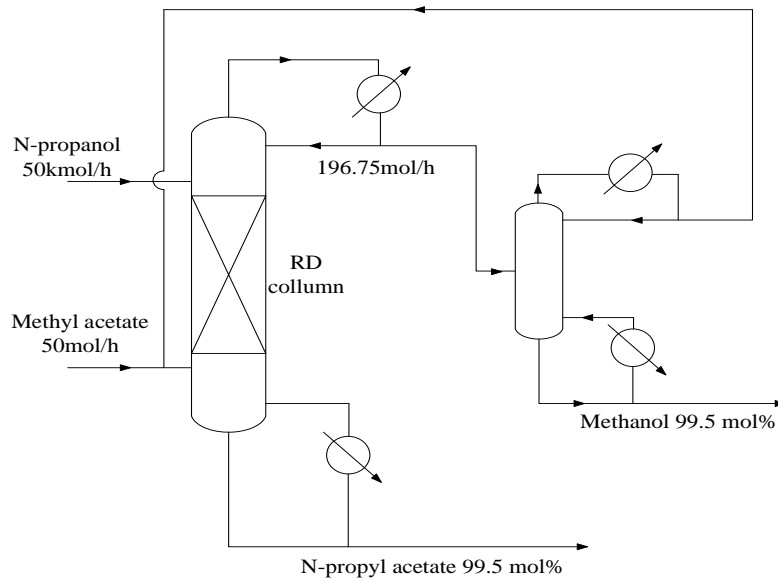 N-propanol
50kmol/h
196.75mol/h
RD
collumn
Methyl acetate
50mol/h
Methanol 99.5 mol%
N-propyl acetate 99.5 mol%